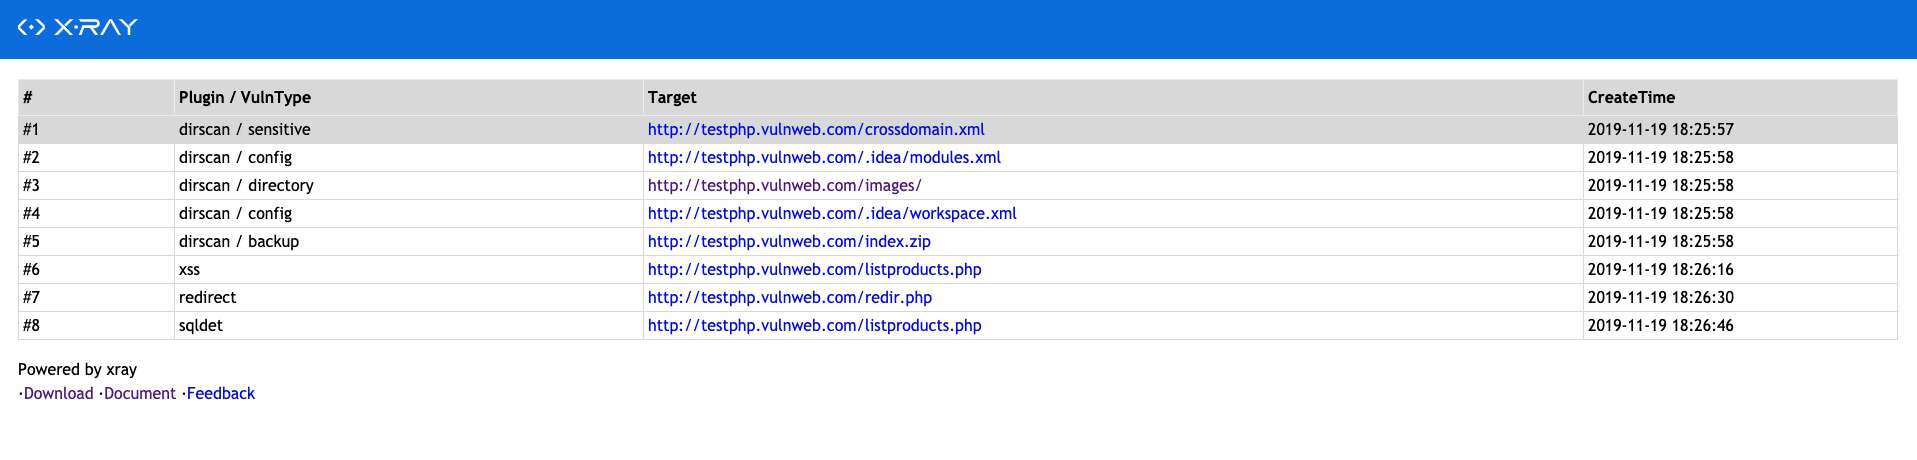 X·RAY
# Plugin / VulnType Target CreateTime
#1 dirscan / sensitive http://testphp.vulnweb.com/crossdomain.xml 2019-11-19 18:25:57
#2 dirscan / config http://testphp.vulnweb.com/.idea/modules.xml 2019-11-19 18:25:58
#3 dirscan / directory http://testphp.vulnweb.com/images/ 2019-11-19 18:25:58
#4 dirscan / config http://testphp.vulnweb.com/.idea/workspace.xml 2019-11-19 18:25:58
#5 dirscan / backup http://testphp.vulnweb.com/index.zip 2019-11-19 18:25:58
#6 xss http://testphp.vulnweb.com/listproducts.php 2019-11-19 18:26:16
#7 redirect http://testphp.vulnweb.com/redir.php 2019-11-19 18:26:30
#8 sqldet http://testphp.vulnweb.com/listproducts.php 2019-11-19 18:26:46
Powered by xray
·Download ·Document ·Feedback